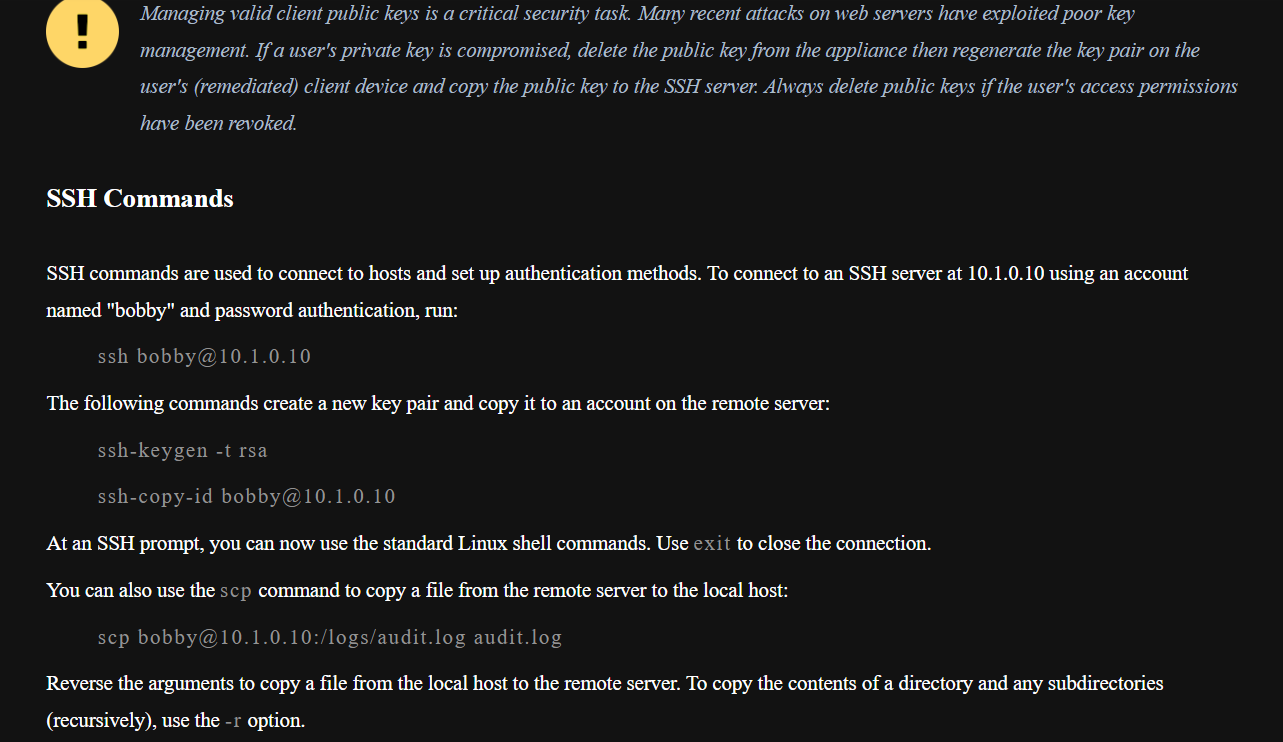 Managing valid client public keys is a critical security task. Many recent attacks on web servers have exploited poor key
management. If a user's private key is compromised, delete the public key from the appliance then regenerate the key pair on the
user's (remediated) client device and copy the public key to the SSH server. Always delete public keys if the user's access permissions
have been revoked.
SSH Commands
SSH commands are used to connect to hosts and set up authentication methods. To connect to an SSH server at 10.1.0.10 using an account
named "bobby" and password authentication, run:
ssh bobby@10.1.0.10
The following commands create a new key pair and copy it to an account on the remote server:
ssh-keygen -t rsa
ssh-copy-id bobby@10.1.0.10
At an SSH prompt, you can now use the standard Linux shell commands. Use exit to close the connection.
You can also use the scp command to copy a file from the remote server to the local host:
scp bobby@10.1.0.10:/logs/audit.log audit.log
Reverse the arguments to copy a file from the local host to the remote server. To copy the contents of a directory and any subdirectories
(recursively), use the -r option.